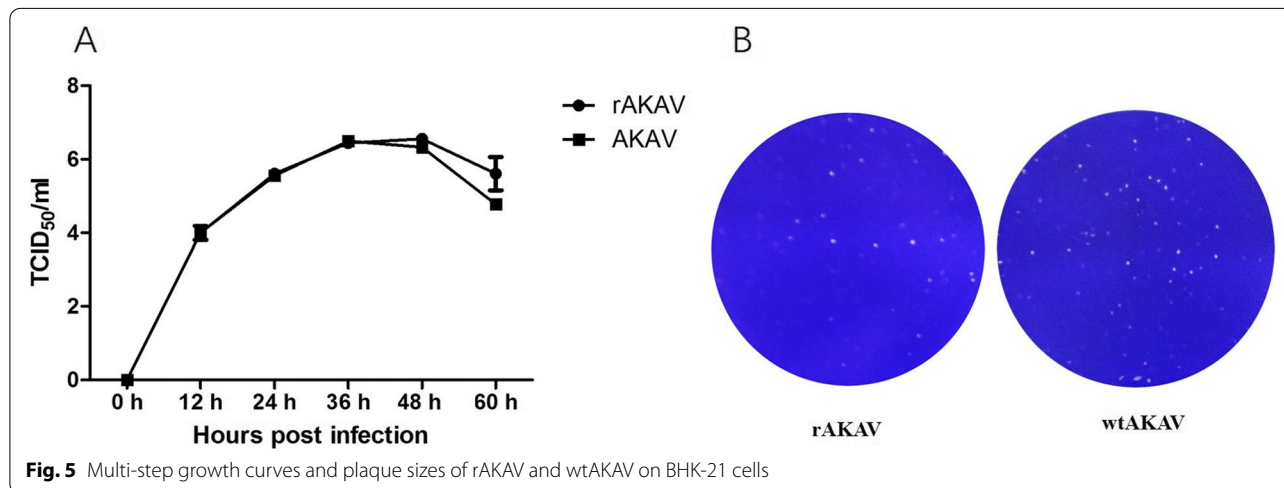 A
B
8
6
4
2
0
TCID50/ml
0 h 12 h 24 h 36 h 48 h 60 h
Hours post infection
rAKAV
AKAV
rAKAV
wtAKAV
Fig. 5 Multi-step growth curves and plaque sizes of rAKAV and wtAKAV on BHK-21 cells